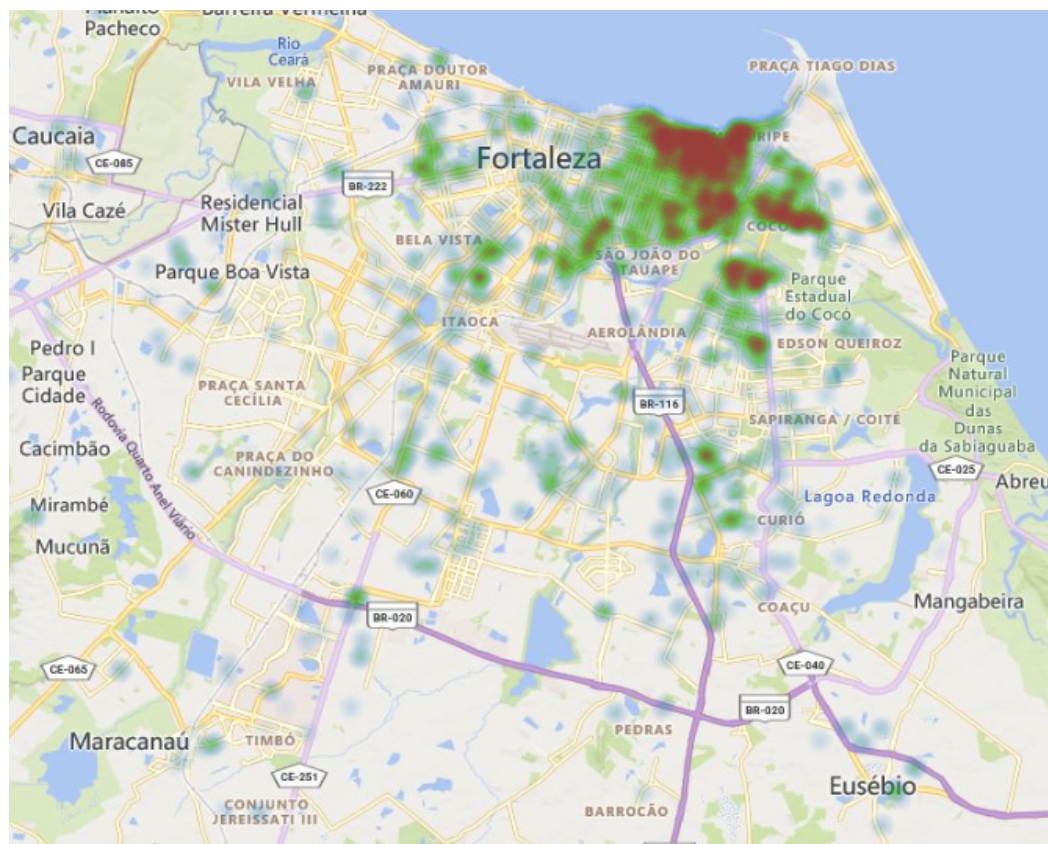 Pacheco
Rio
Ceará
PRAÇA DOUTOR
AMAURI
PRAÇA TIAGO DIAS
VILA VELHA
Caucaia
CE-085
Fortaleza
BR-222
Vila Cazé
Residencial
Mister Hull
BELA VISTA
SÃO JOÃO DO
TAUAPE
Parque Boa Vista
Parque
Estadual
do Cocó
ITAOCA
AEROLÂNDIA
EDSON QUEIROZ
Pedro I
Parque
Cidade
Parque
Natural
Municipal
das
Dunas
da Sabiaguaba
PRAÇA SANTA
CECÍLIA
BR-116
SAPIRANGA / COITÉ
Rodovia Quarto Anel Viário
Cacimbão
PRAÇA DO
CANINDEZINHO
CE-025
CE-060
Abreu
Mirambé
Lagoa Redonda
CURIÓ
Mucunã
COAÇU
Mangabeira
BR-020
CE-065
CE-040
BR-020
PEDRAS
Maracanaú
TIMBÓ
CE-251
Eusébio
CONJUNTO
JEREISSATI III
BARROCÃO